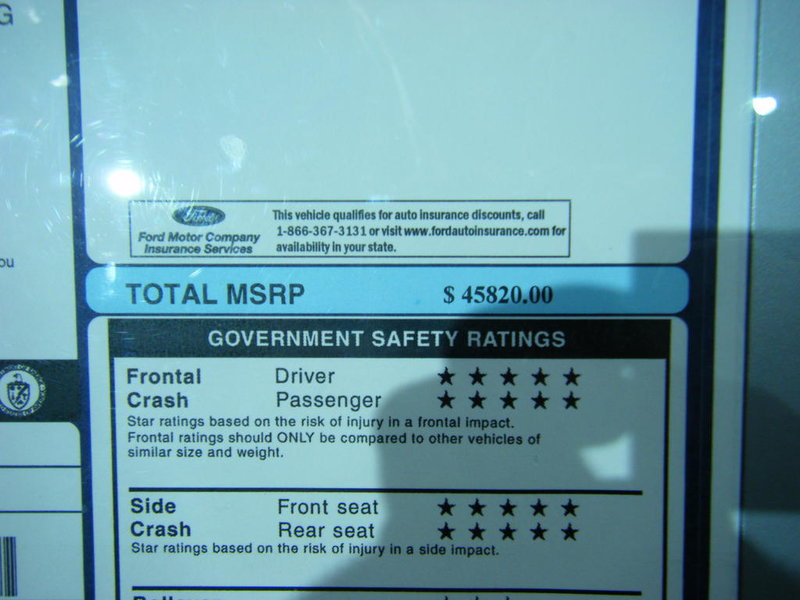 G
ou
Ford
Ford Motor Company
Insurance Services
This vehicle qualifies for auto insurance discounts, call
1-866-367-3131 or visit www.fordautoinsurance.com for
availability in your state.
TOTAL MSRP $ 45820.00
GOVERNMENT SAFETY RATINGS
Frontal Driver ★ ★ ★ ★ ★
Crash Passenger ★ ★ ★ ★ ★
Star ratings based on the risk of injury in a frontal impact.
Frontal ratings should ONLY be compared to other vehicles of
similar size and weight.
Side Front seat ★ ★ ★ ★ ★
Crash Rear seat ★ ★ ★ ★ ★
Star ratings based on the risk of injury in a side impact.